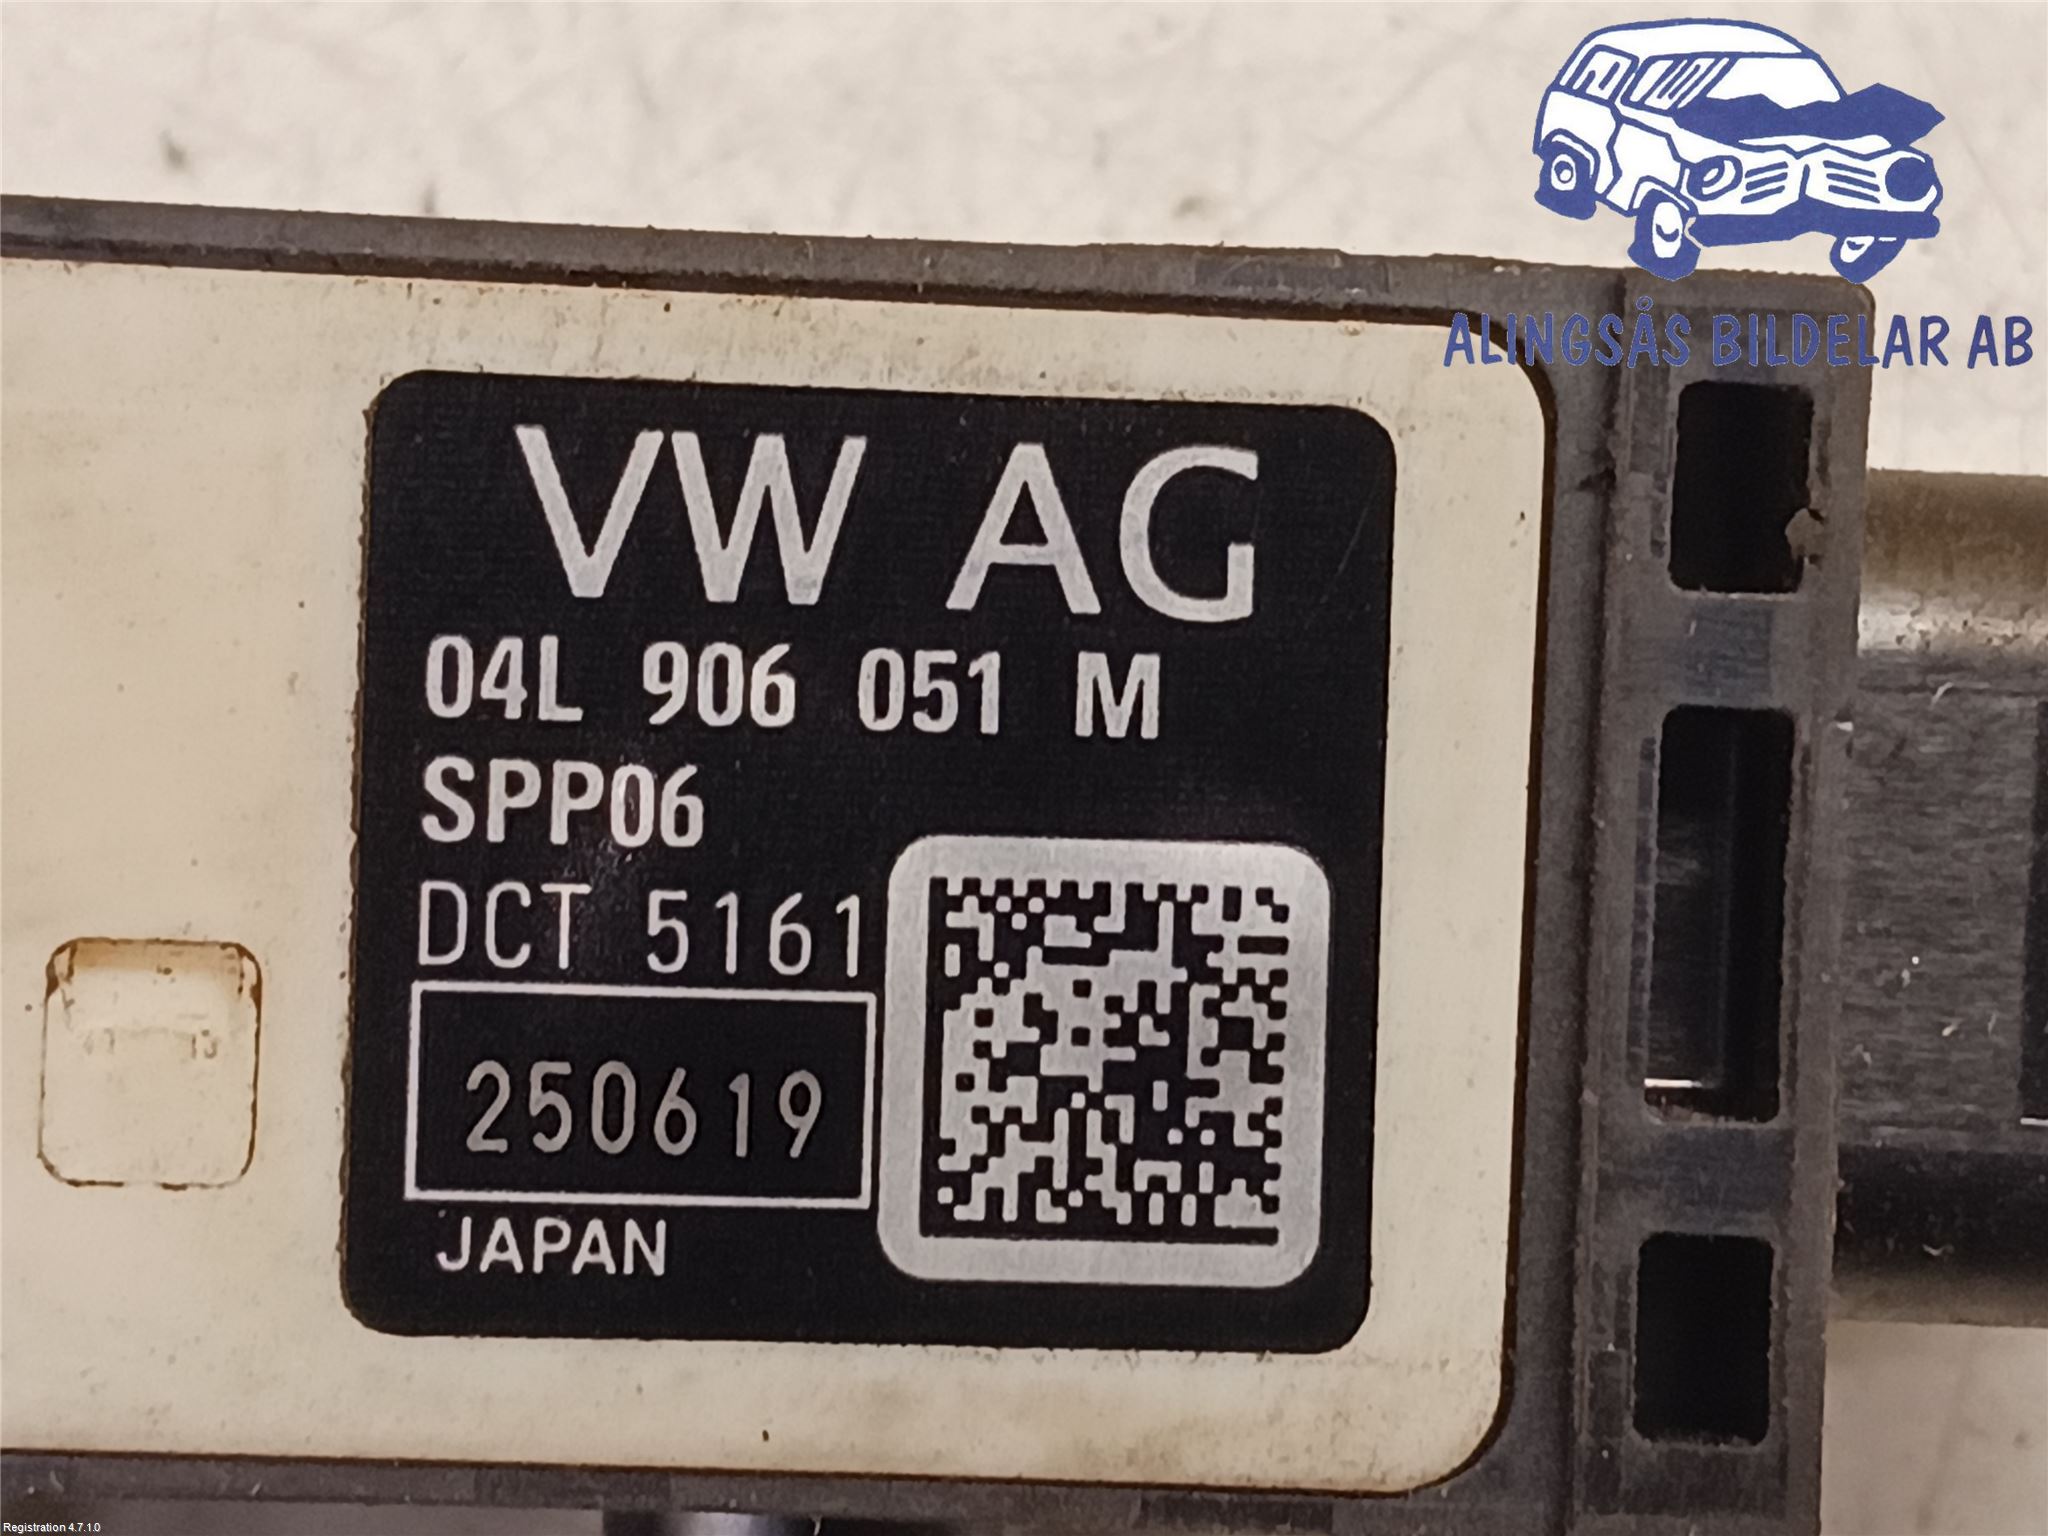 ALINGSÅS BILDELAR AB
VW AG
04L 906 051 M
SPP06
DCT 5161
250619
JAPAN
Registration 4.7.1.0